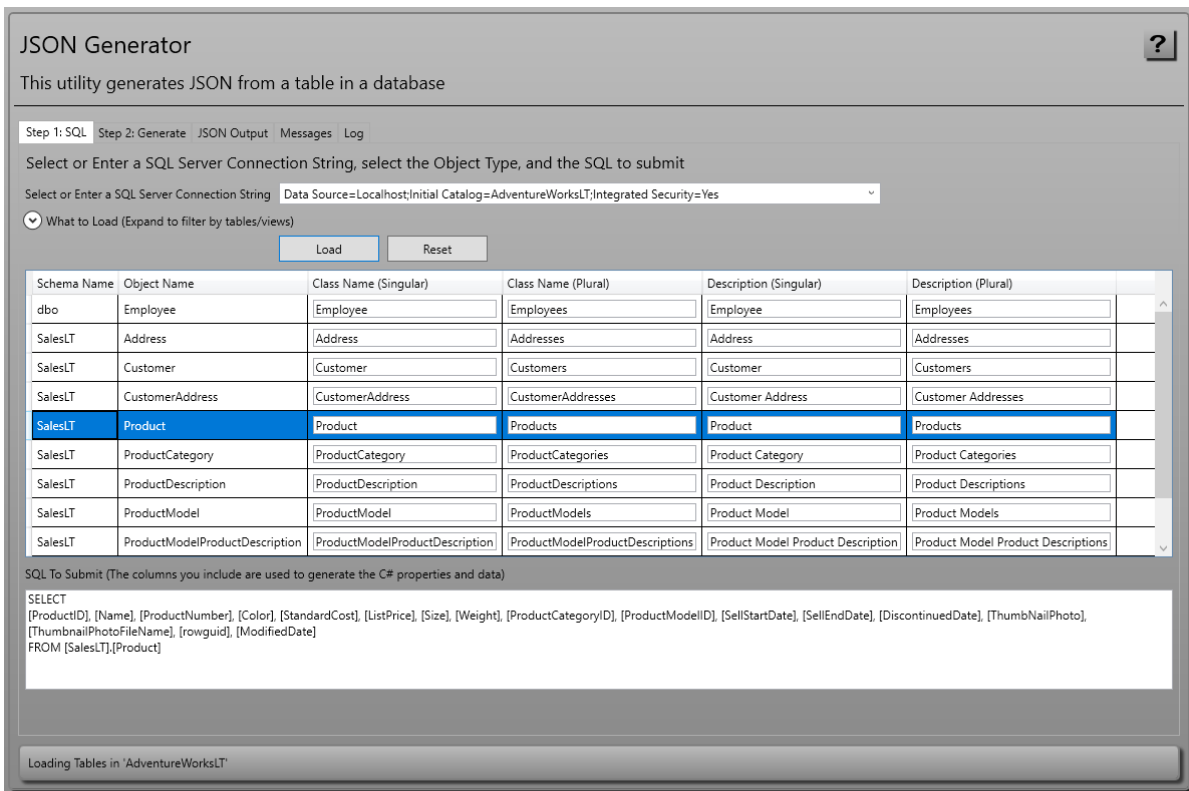 JSON Generator
?
This utility generates JSON from a table in a database
Step 1: SQL Step 2: Generate JSON Output Messages Log
Select or Enter a SQL Server Connection String, select the Object Type, and the SQL to submit
Select or Enter a SQL Server Connection String Data Source=Localhost;Initial Catalog=AdventureWorksLT;Integrated Security=Yes
What to Load (Expand to filter by tables/views)
Load Reset
Schema Name Object Name Class Name (Singular) Class Name (Plural) Description (Singular) Description (Plural)
dbo Employee Employee Employees Employee Employees
SalesLT Address Address Addresses Address Addresses
SalesLT Customer Customer Customers Customer Customers
SalesLT CustomerAddress CustomerAddress CustomerAddresses Customer Address Customer Addresses
SalesLT Product Product Products Product Products
SalesLT ProductCategory ProductCategory ProductCategories Product Category Product Categories
SalesLT ProductDescription ProductDescription ProductDescriptions Product Description Product Descriptions
SalesLT ProductModel ProductModel ProductModels Product Model Product Models
SalesLT ProductModelProductDescription ProductModelProductDescription ProductModelProductDescriptions Product Model Product Description Product Model Product Descriptions
SQL To Submit (The columns you include are used to generate the C# properties and data)
SELECT
[ProductID], [Name], [ProductNumber], [Color], [StandardCost], [ListPrice], [Size], [Weight], [ProductCategoryID], [ProductModelID], [SellStartDate], [SellEndDate], [DiscontinuedDate], [ThumbNailPhoto],
[ThumbnailPhotoFileName], [rowguid], [ModifiedDate]
FROM [SalesLT].[Product]
Loading Tables in 'AdventureWorksLT'